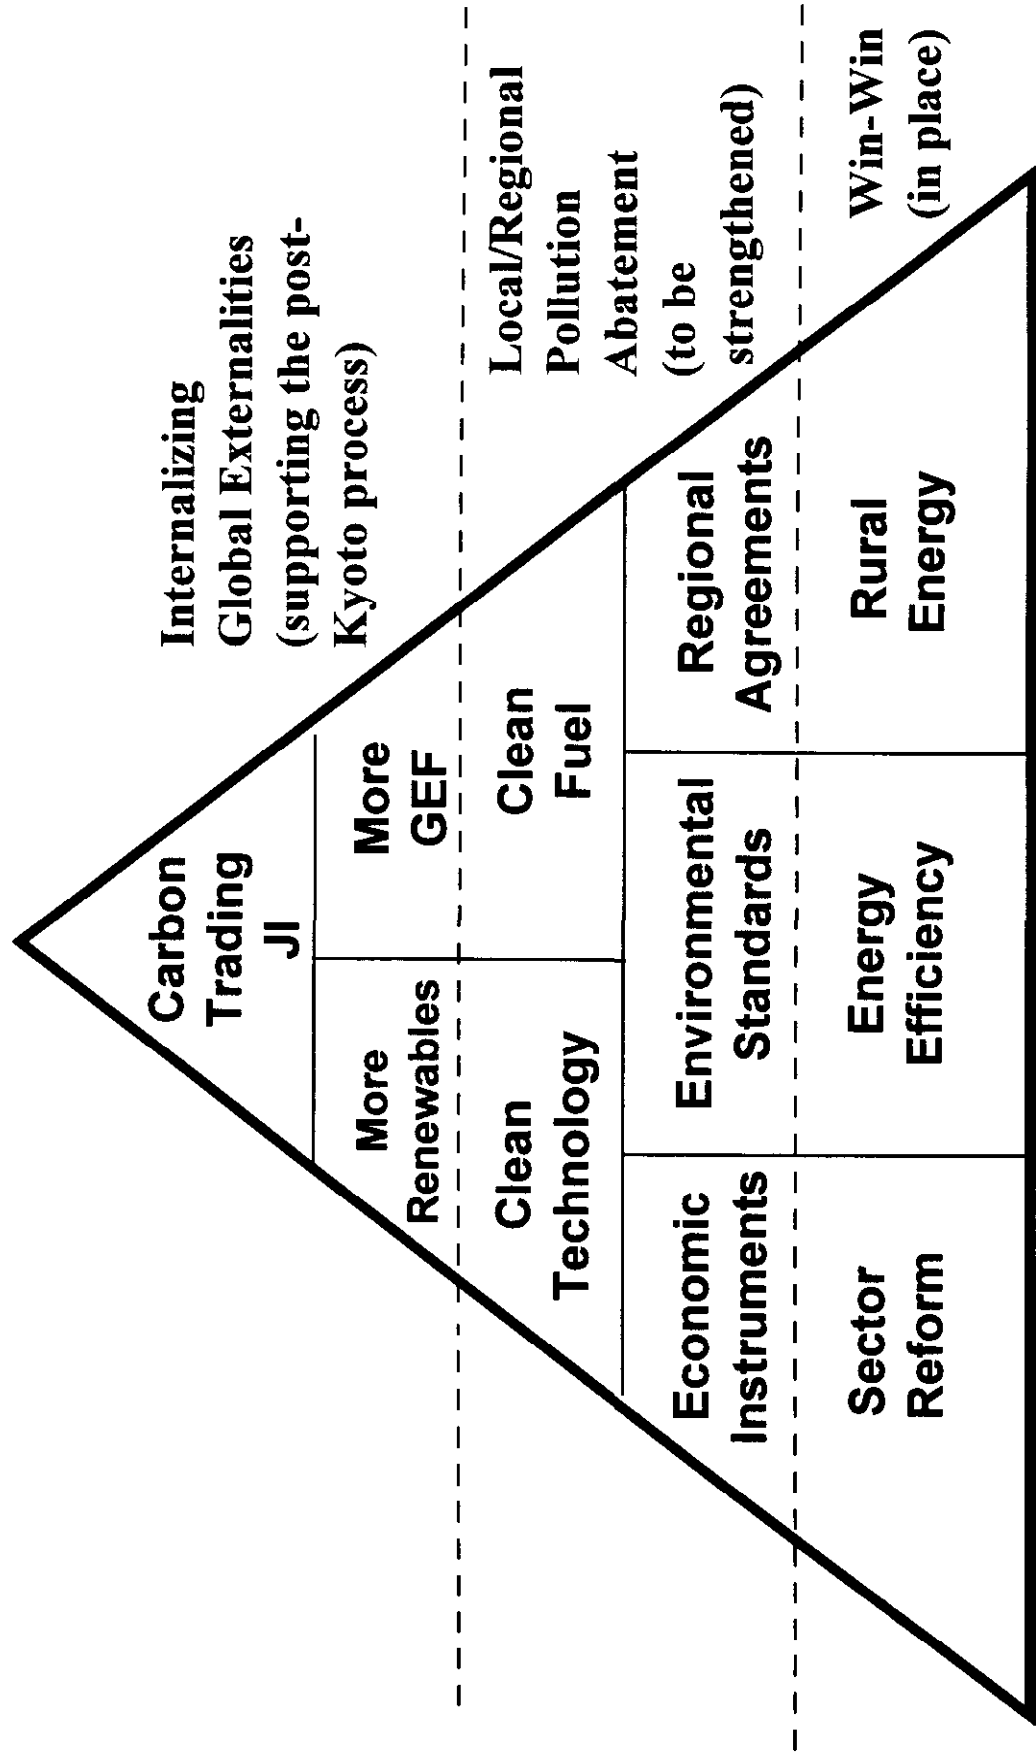 Carbon
Trading
JI
Internalizing
Global Externalities
(supporting the post-
Kyoto process)
More
Renewables
More
GEF
Clean
Technology
Clean
Fuel
Local/Regional
Pollution
Abatement
(to be
strengthened)
Economic
Instruments
Environmental
Standards
Regional
Agreements
Sector
Reform
Energy
Efficiency
Rural
Energy
Win-Win
(in place)